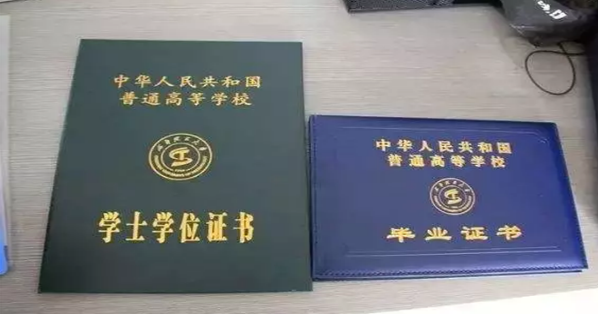 中华人民共和国
普通高等学校
学士学位证书
中华人民共和国
普通高等学校
毕业证书